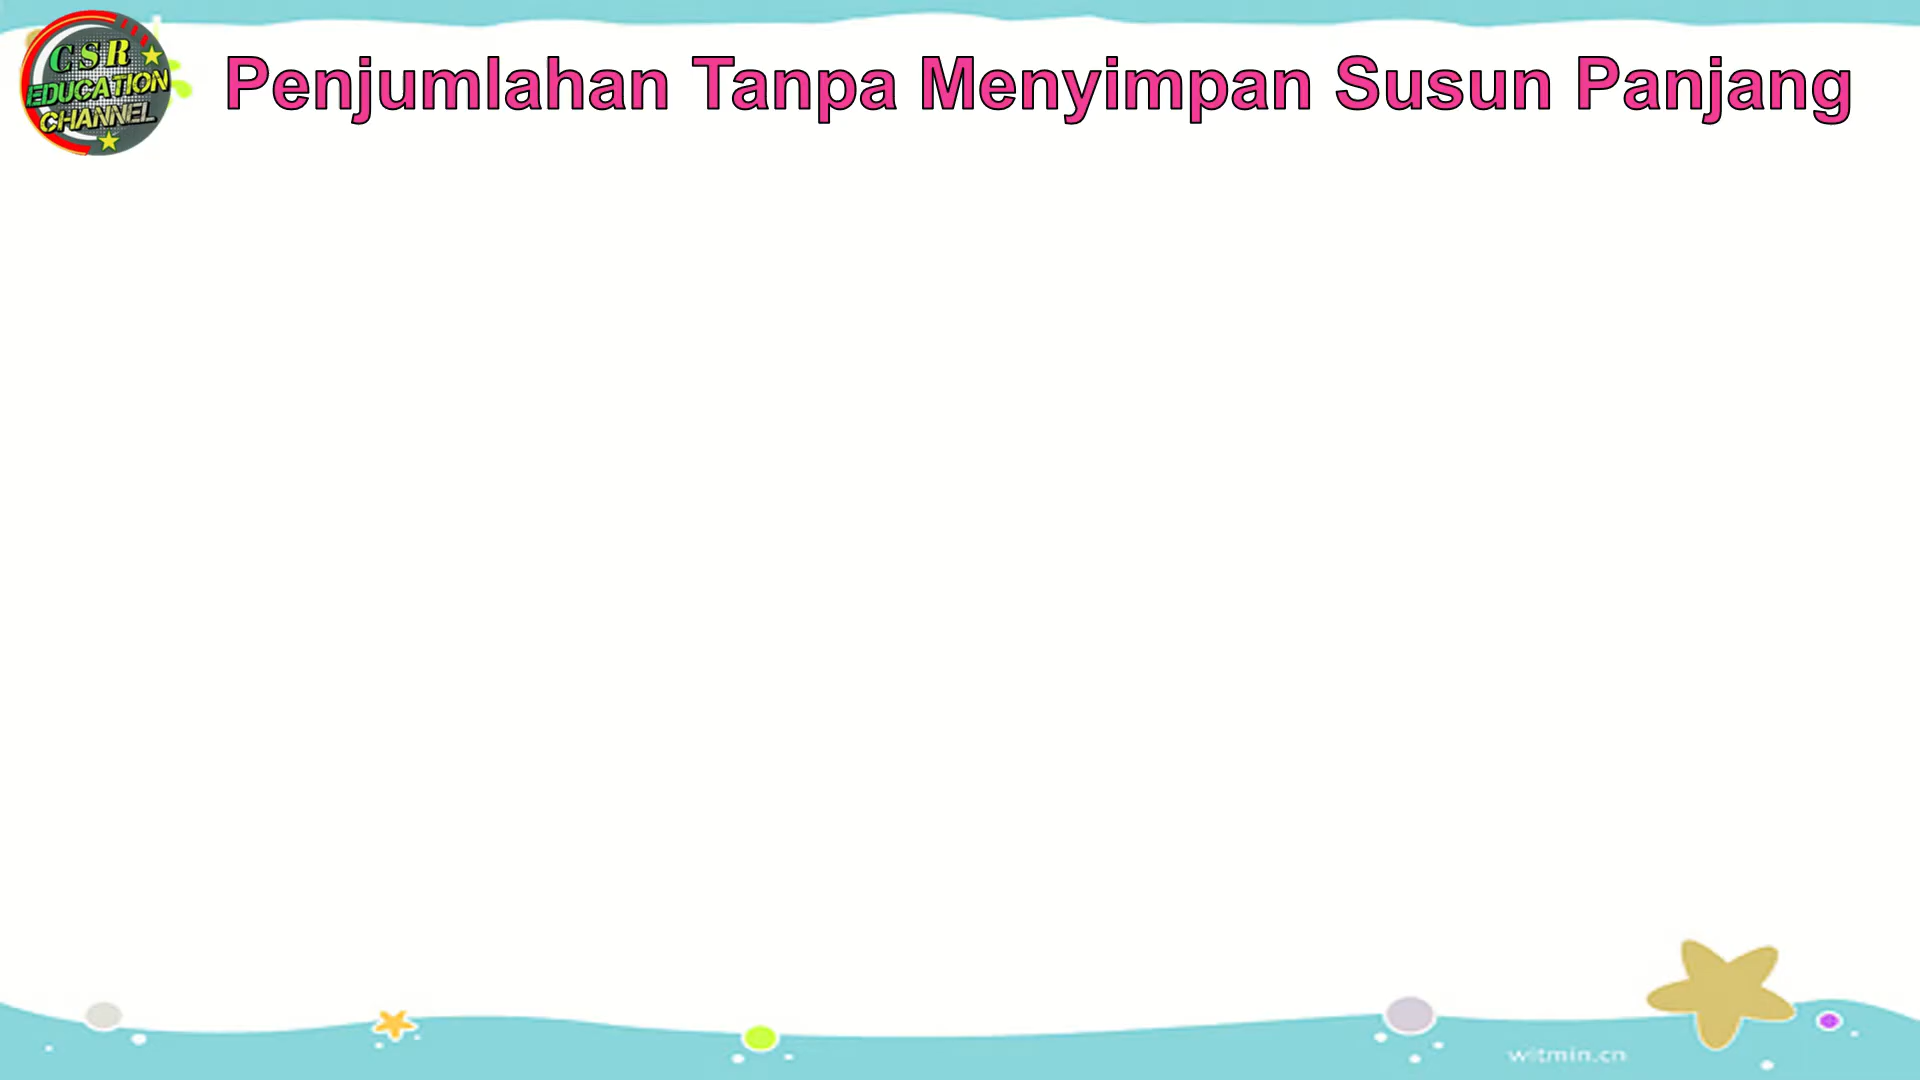 CSR
EDUCATION
CHANNEL
Penjumlahan Tanpa Menyimpan Susun Panjang
witmin.cn